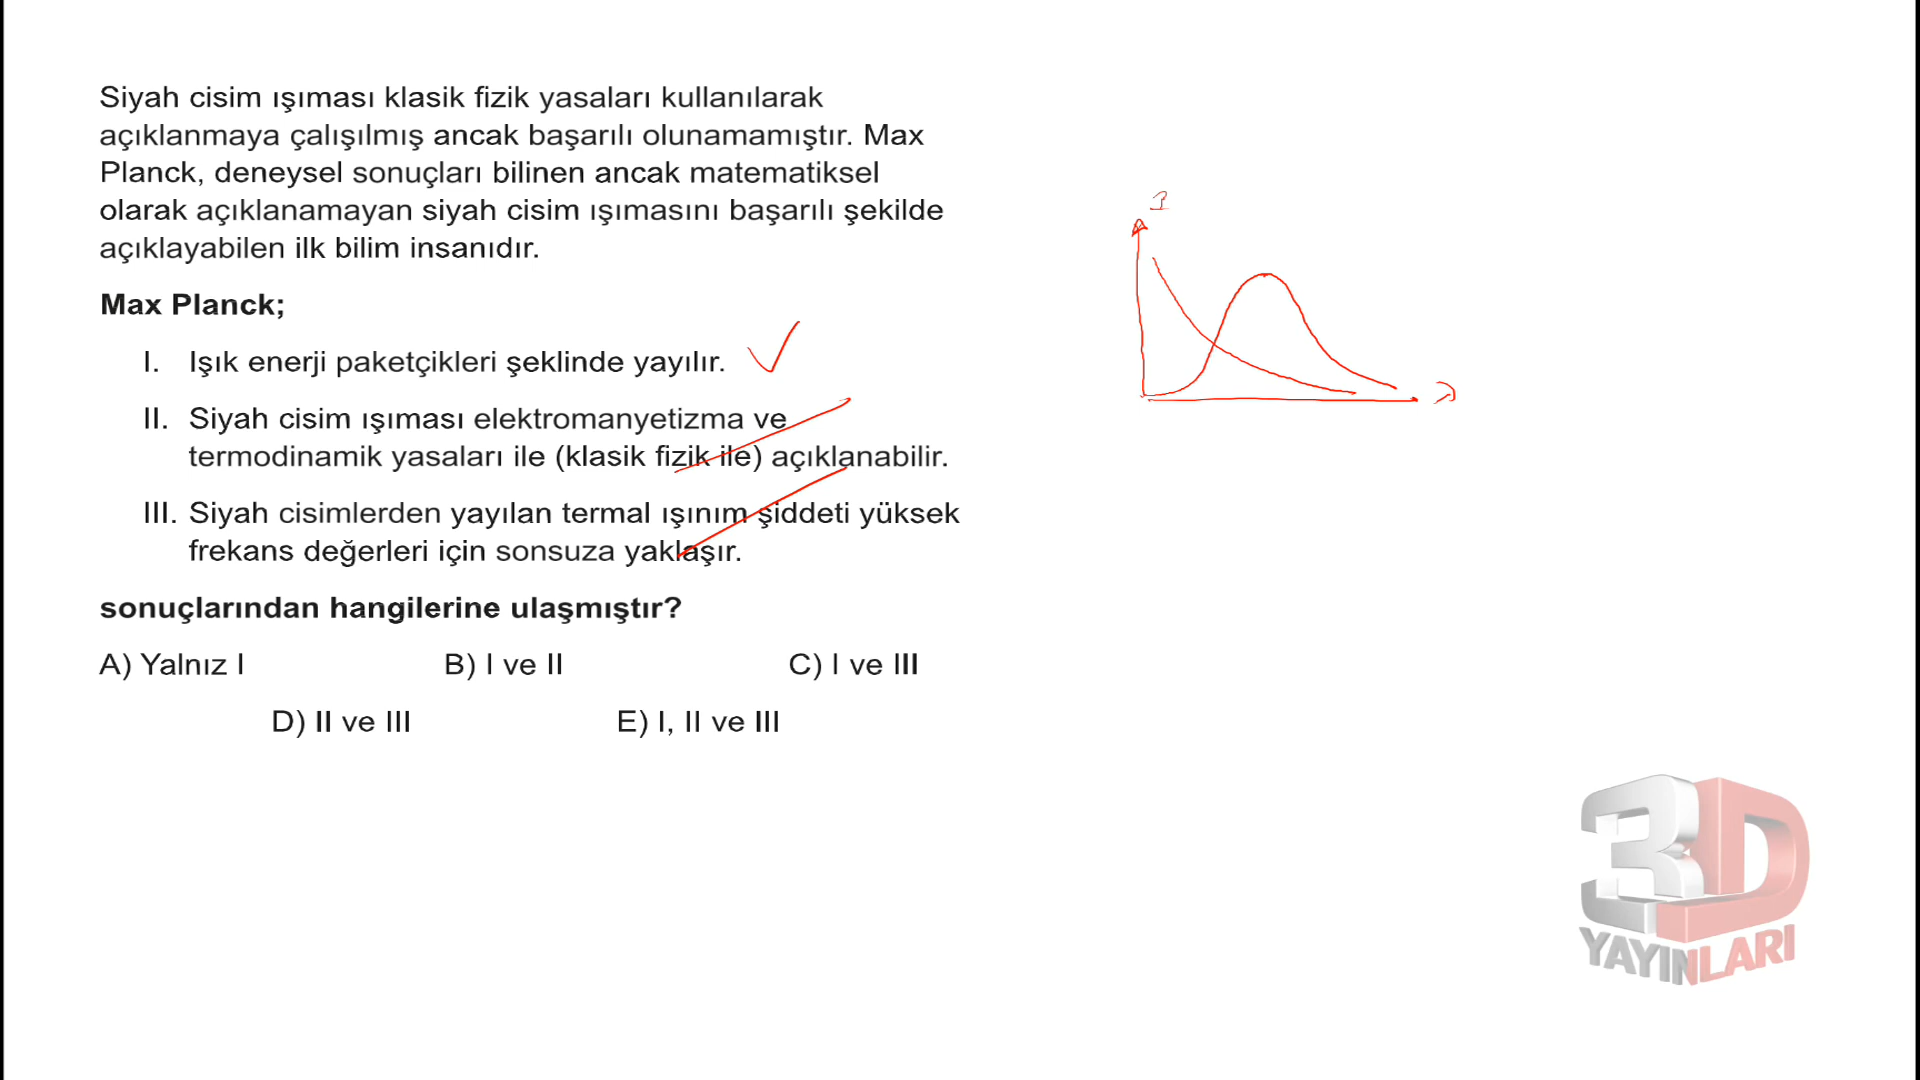 Siyah cisim ışıması klasik fizik yasaları kullanılarak
açıklanmaya çalışılmış ancak başarılı olunamamıştır. Max
Planck, deneysel sonuçları bilinen ancak matematiksel
olarak açıklanamayan siyah cisim ışımasını başarılı şekilde
açıklayabilen ilk bilim insanıdır.
Max Planck;
I. Işık enerji paketçikleri şeklinde yayılır.
II. Siyah cisim ışıması elektromanyetizma ve
termodinamik yasaları ile (klasik fizik ile) açıklanabilir.
III. Siyah cisimlerden yayılan termal ışınım şiddeti yüksek
frekans değerleri için sonsuza yaklaşır.
sonuçlarından hangilerine ulaşmıştır?
A) Yalnız I B) I ve II C) I ve III
D) II ve III E) I, II ve III
3D
YAYINLARI